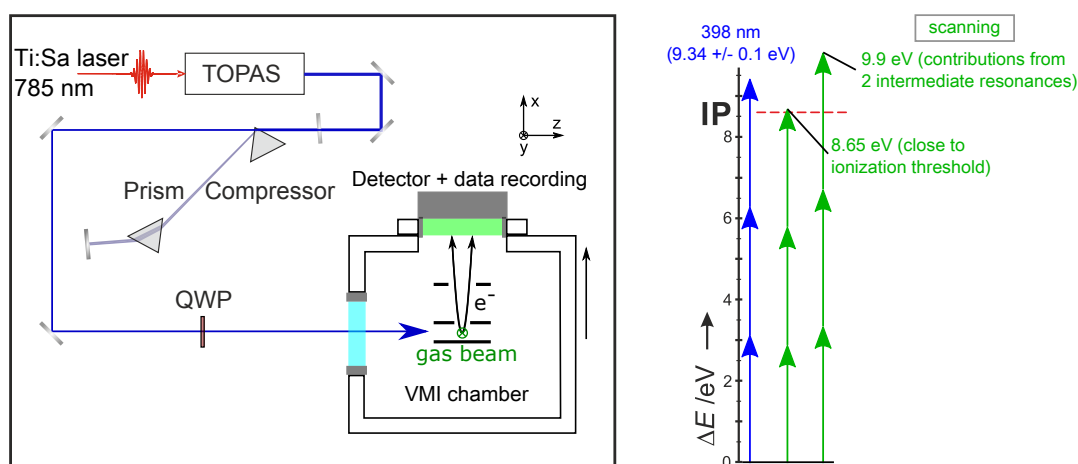 Ti:Sa laser
785 nm
TOPAS
x
z
y
Prism
Compressor
Detector + data recording
QWP
e-
gas beam
VMI chamber
scanning
398 nm
(9.34 +/- 0.1 eV)
9.9 eV (contributions from
2 intermediate resonances)
IP
8.65 eV (close to
ionization threshold)
8
6
4
2
0
ΔE /eV